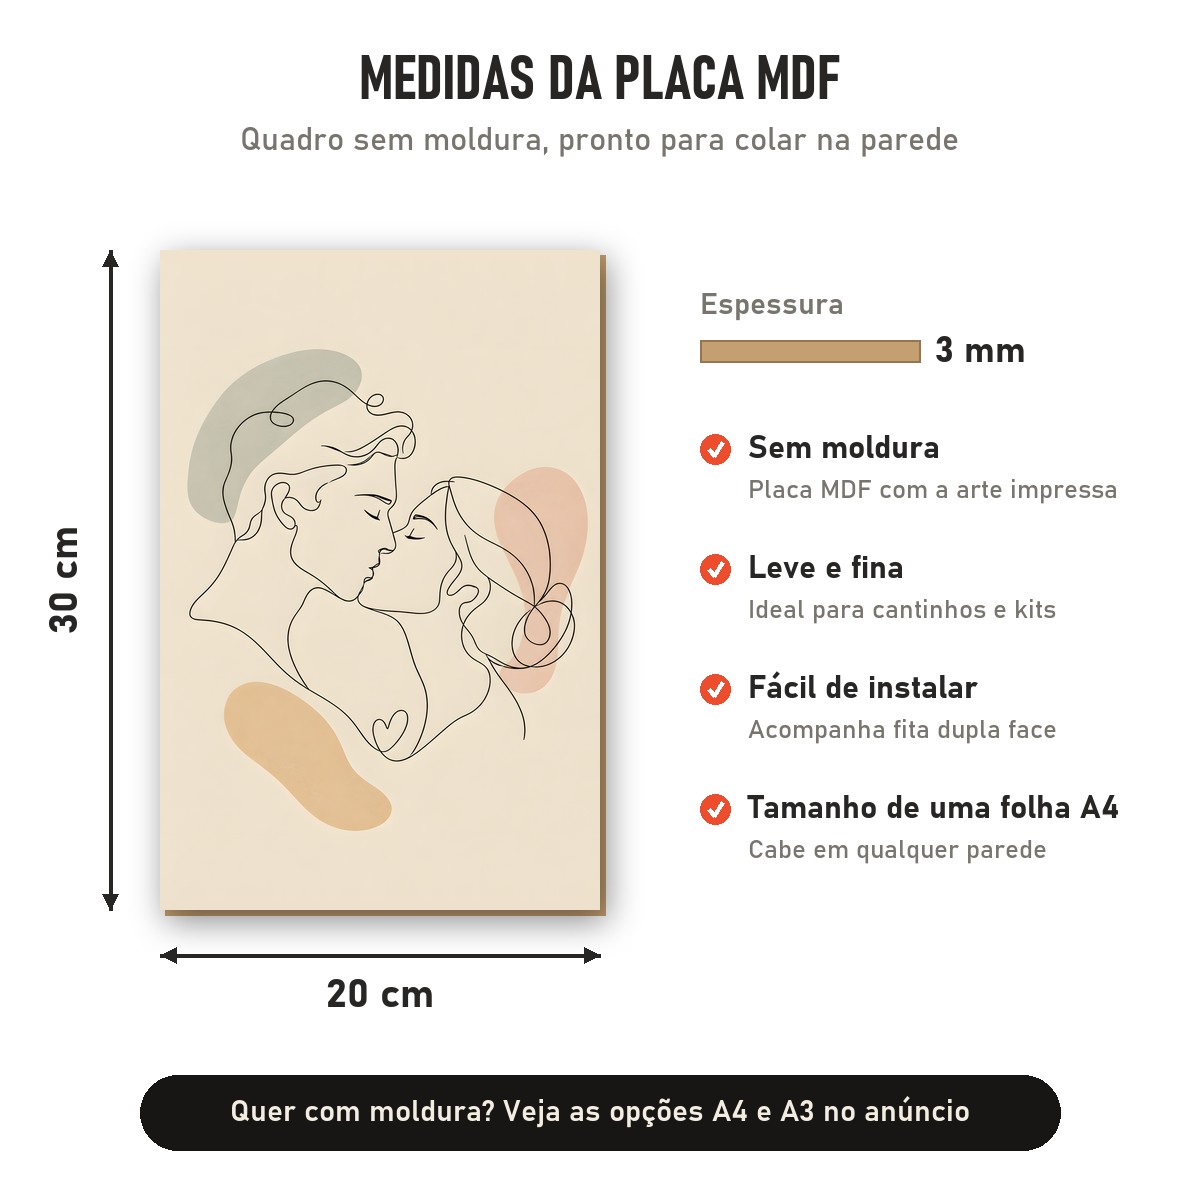 MEDIDAS DA PLACA MDF
Quadro sem moldura, pronto para colar na parede
Espessura
3 mm
Sem moldura
Placa MDF com a arte impressa
Leve e fina
Ideal para cantinhos e kits
Fácil de instalar
Acompanha fita dupla face
Tamanho de uma folha A4
Cabe em qualquer parede
30 cm
20 cm
Quer com moldura? Veja as opções A4 e A3 no anúncio